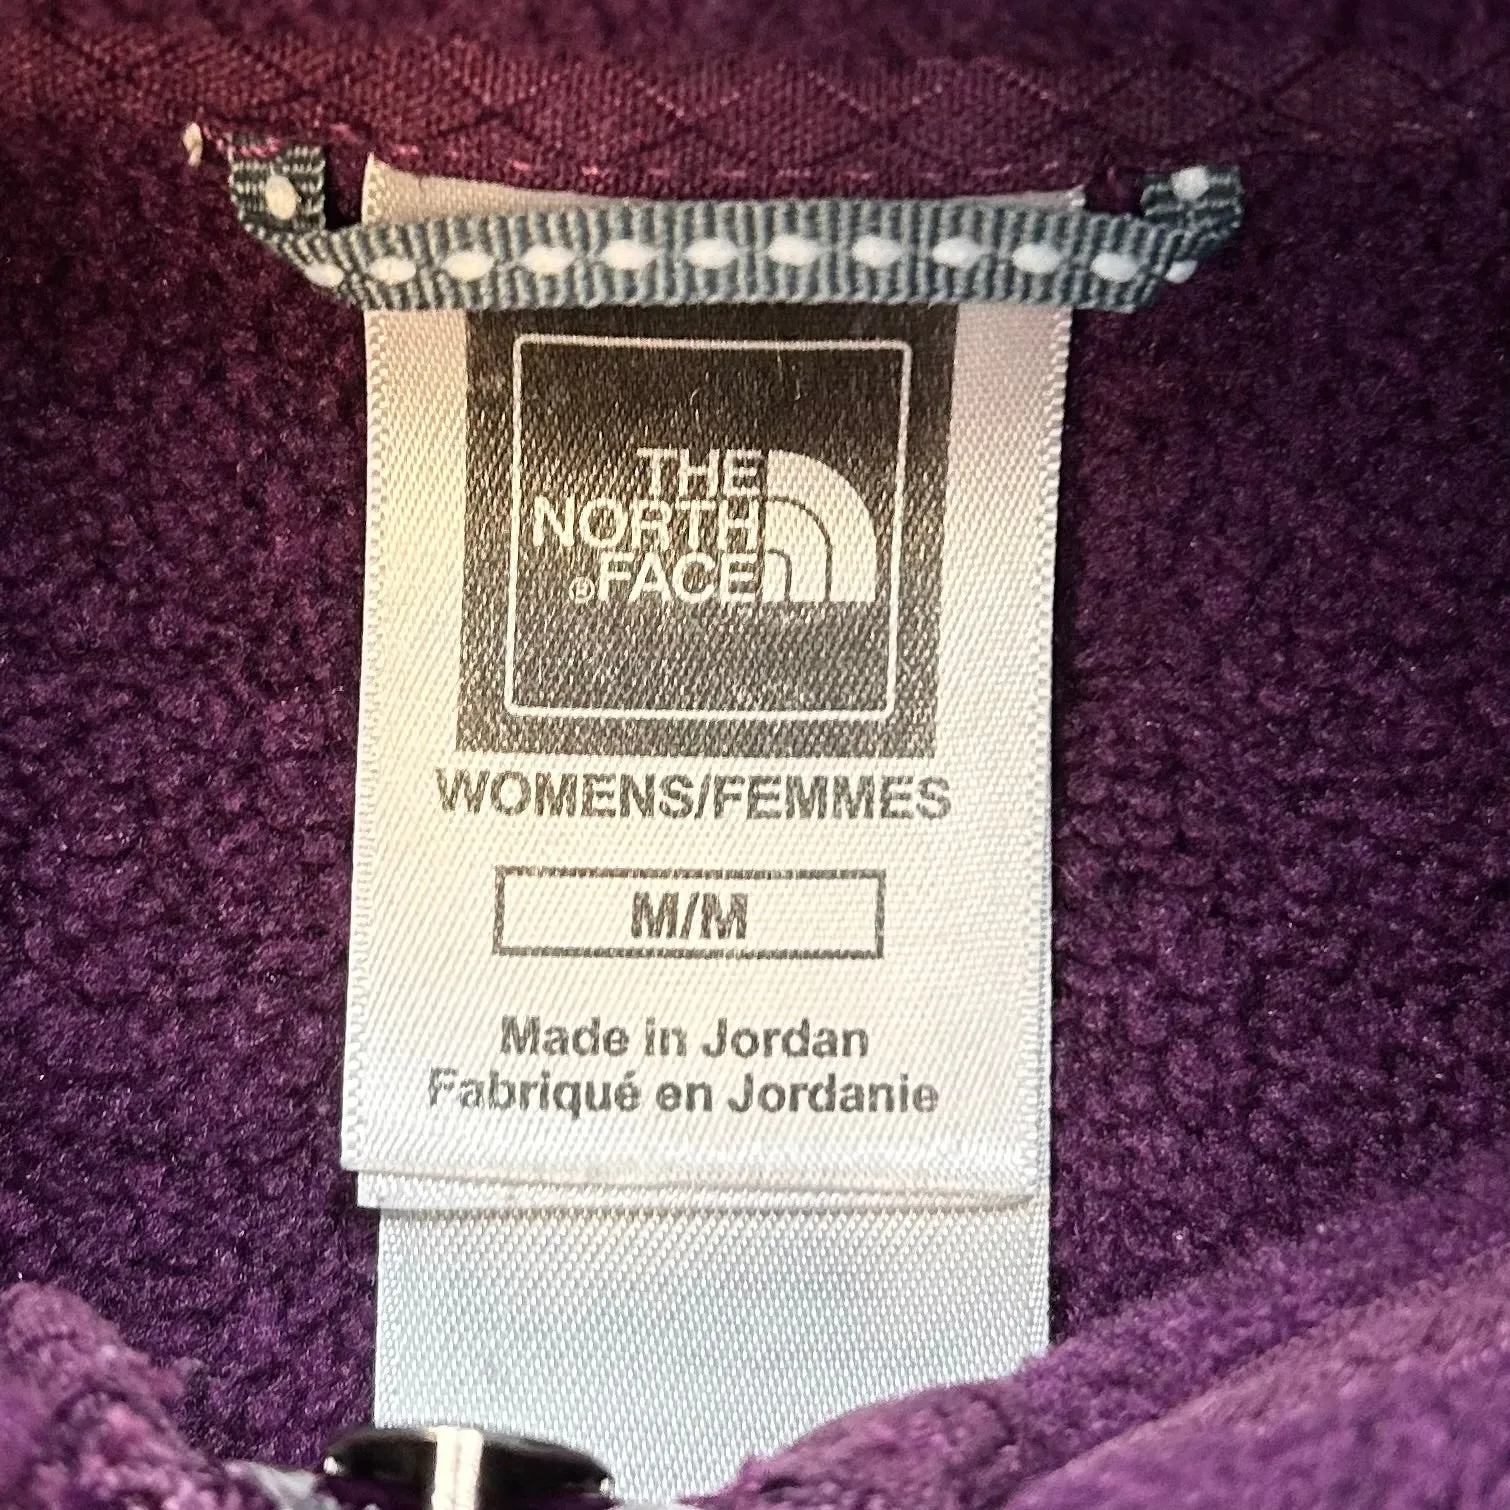 THE
NORTH
®FACE
WOMENS/FEMMES
M/M
Made in Jordan
Fabriqué en Jordanie